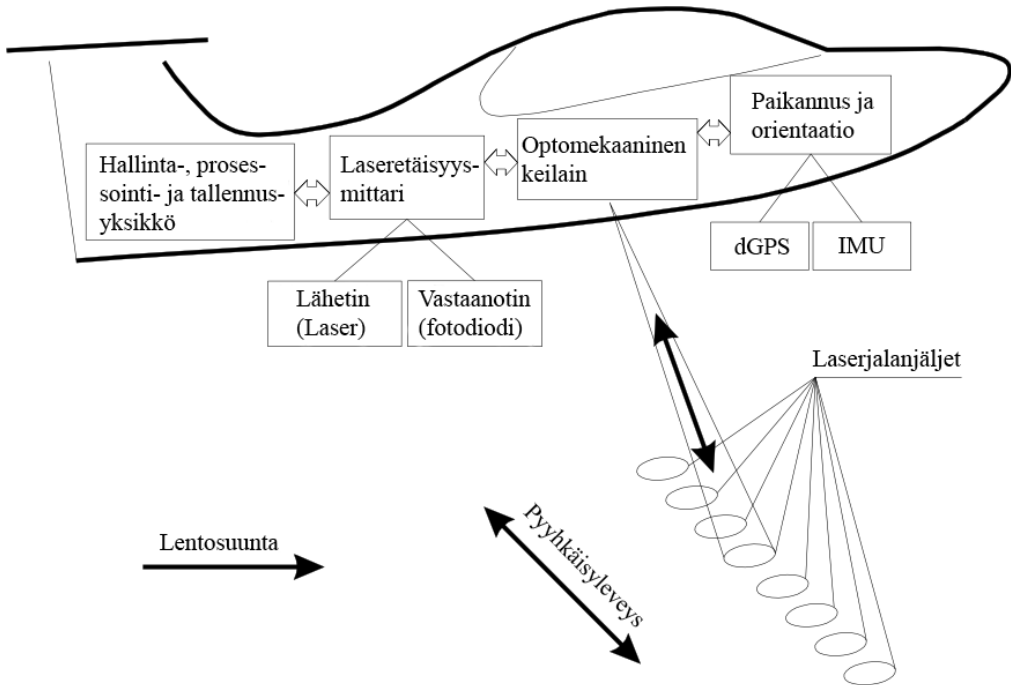 Hallinta-, proses-
sointi- ja tallennus-
yksikkö
Laseretäisyys-
mittari
Optomekaaninen
keilain
Paikannus ja
orientaatio
dGPS
IMU
Lähetin
(Laser)
Vastaanotin
(fotodiodi)
Laserjalanjäljet
Lentosuunta
Pyyhkäisyleveys